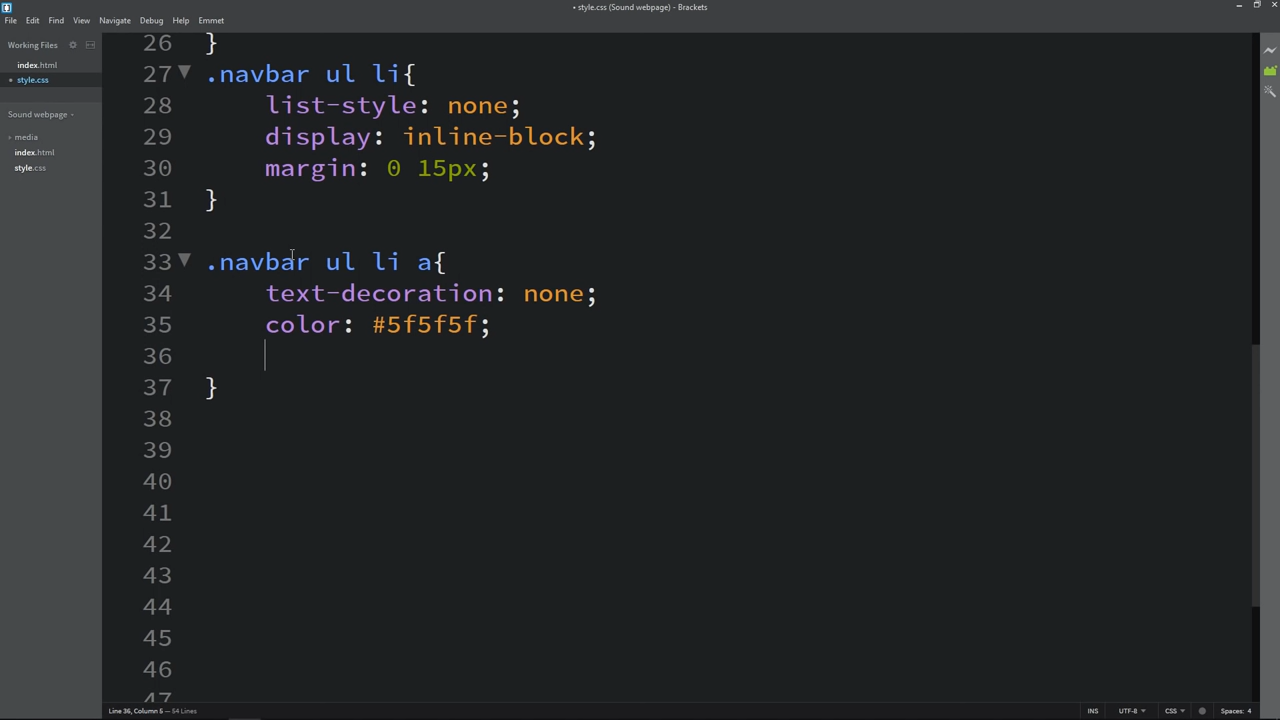 • style.css (Sound webpage) - Brackets
File Edit Find View Navigate Debug Help Emmet
Working Files
index.html
• style.css
Sound webpage
media
index.html
style.css
26 }
27 .navbar ul li{
28 list-style: none;
29 display: inline-block;
30 margin: 0 15px;
31 }
32
33 .navbar ul li a{
34 text-decoration: none;
35 color: #5f5f5f;
36
37 }
38
39
40
41
42
43
44
45
46
47
Line 36, Column 5 — 54 Lines
INS UTF-8 CSS Spaces: 4